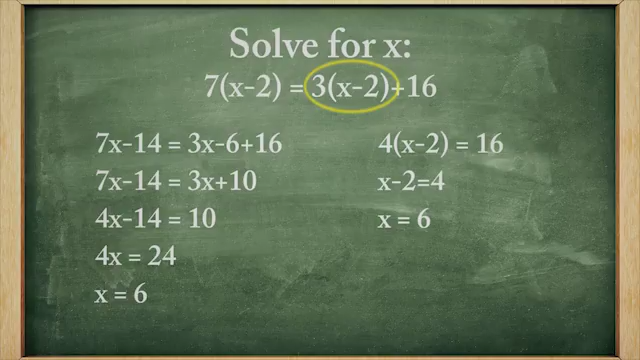 Solve for x:
7(x-2) = 3(x-2)+16
7x-14 = 3x-6+16
7x-14 = 3x+10
4x-14 = 10
4x = 24
x = 6
4(x-2) = 16
x-2=4
x = 6